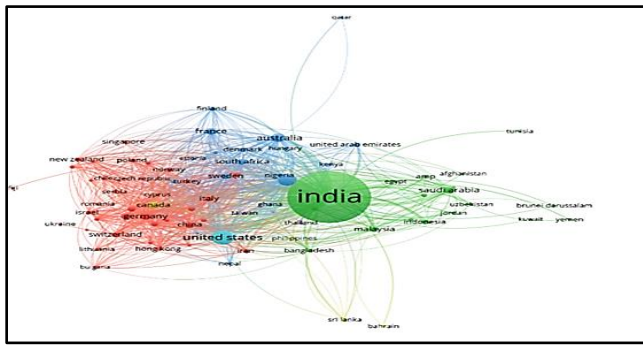 qatar
finland
france
australia
tunisia
singapore
denmark
hungary
united arab emirates
new zealand
poland
estonia
south africa
kenya
norway
czech republic
turkey
sweden
nigeria
egypt
afghanistan
saudi arabia
fiji
serbia
cyprus
italy
india
romania
canada
ghana
uzbekistan
brunei darussalam
israel
germany
taiwan
jordan
kuwait
yemen
ukraine
china
thailand
indonesia
switzerland
united states
philippines
malaysia
lithuania
hong kong
iran
bangladesh
bulgaria
nepal
sri lanka
bahrain